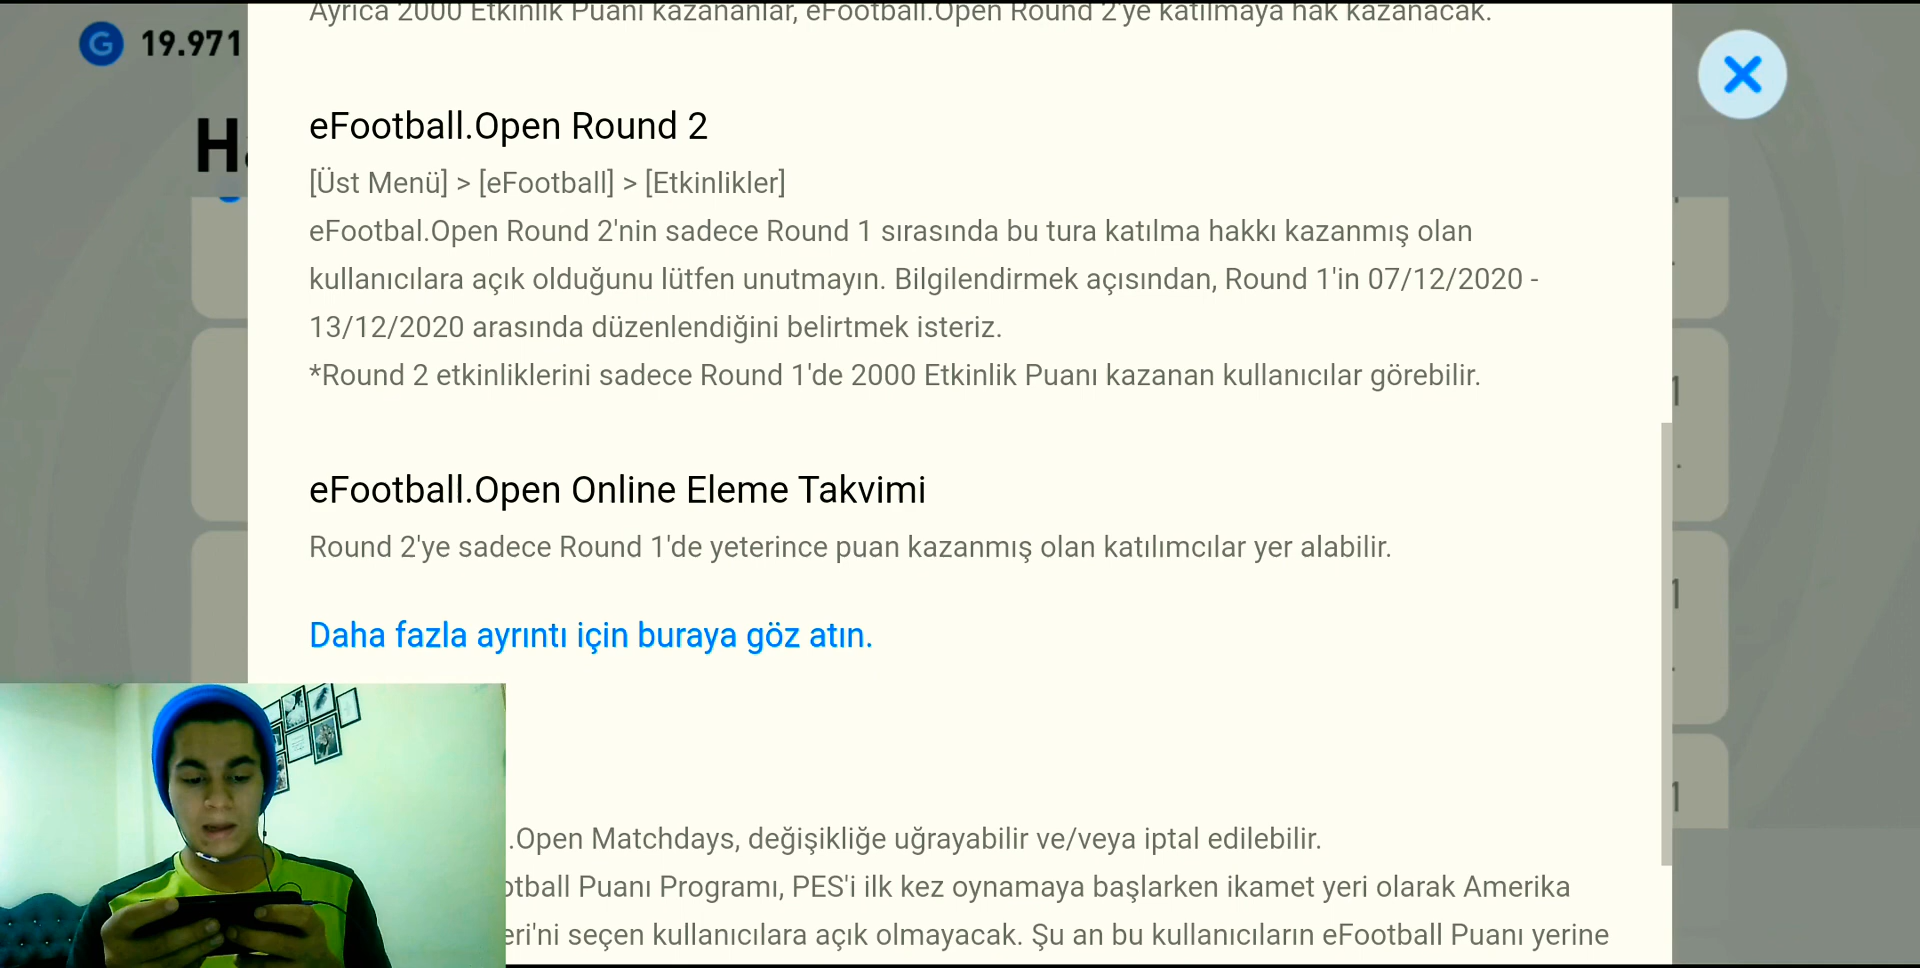 Ayrıca 2000 Etkinlik Puanı kazananlar, eFootball.Open Round 2'ye katılmaya hak kazanacak.
19.971
eFootball.Open Round 2
[Üst Menü] > [eFootball] > [Etkinlikler]
eFootbal.Open Round 2'nin sadece Round 1 sırasında bu tura katılma hakkı kazanmış olan
kullanıcılara açık olduğunu lütfen unutmayın. Bilgilendirmek açısından, Round 1'in 07/12/2020 -
13/12/2020 arasında düzenlendiğini belirtmek isteriz.
*Round 2 etkinliklerini sadece Round 1'de 2000 Etkinlik Puanı kazanan kullanıcılar görebilir.
eFootball.Open Online Eleme Takvimi
Round 2'ye sadece Round 1'de yeterince puan kazanmış olan katılımcılar yer alabilir.
Daha fazla ayrıntı için buraya göz atın.
.Open Matchdays, değişikliğe uğrayabilir ve/veya iptal edilebilir.
otball Puanı Programı, PES'i ilk kez oynamaya başlarken ikamet yeri olarak Amerika
eri'ni seçen kullanıcılara açık olmayacak. Şu an bu kullanıcıların eFootball Puanı yerine